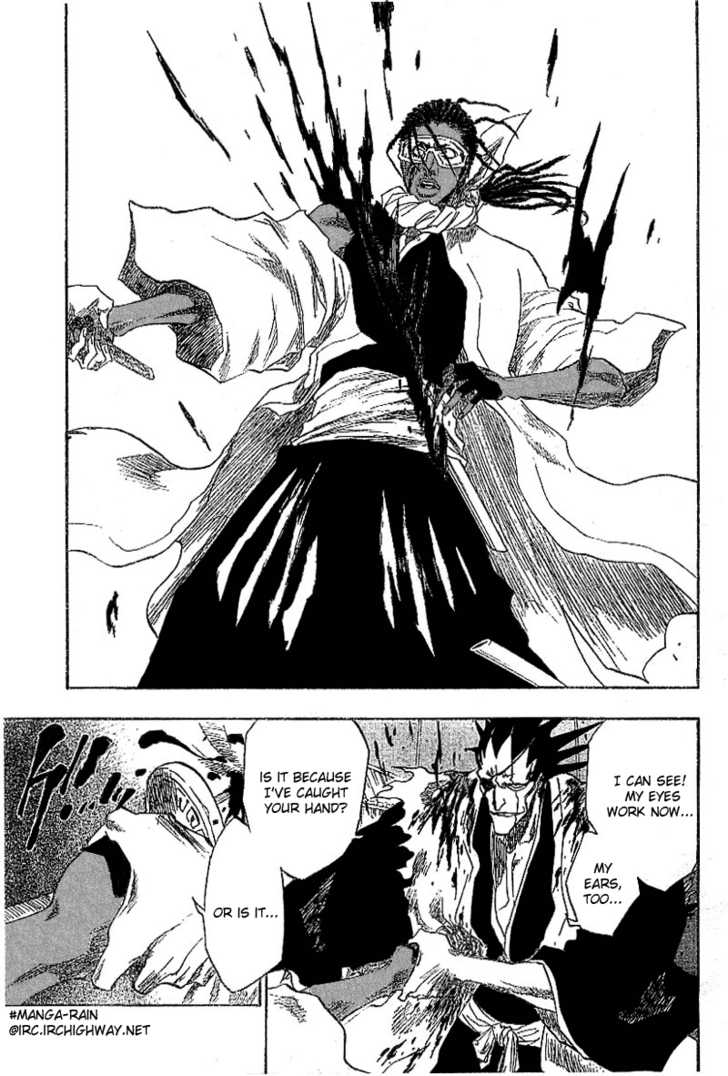 I CAN SEE!
MY EYES
WORK NOW...
MY
EARS,
TOO...
IS IT BECAUSE
I'VE CAUGHT
YOUR HAND?
OR IS IT...
#MANGA-RAIN
@IRC.IRCHIGHWAY.NET